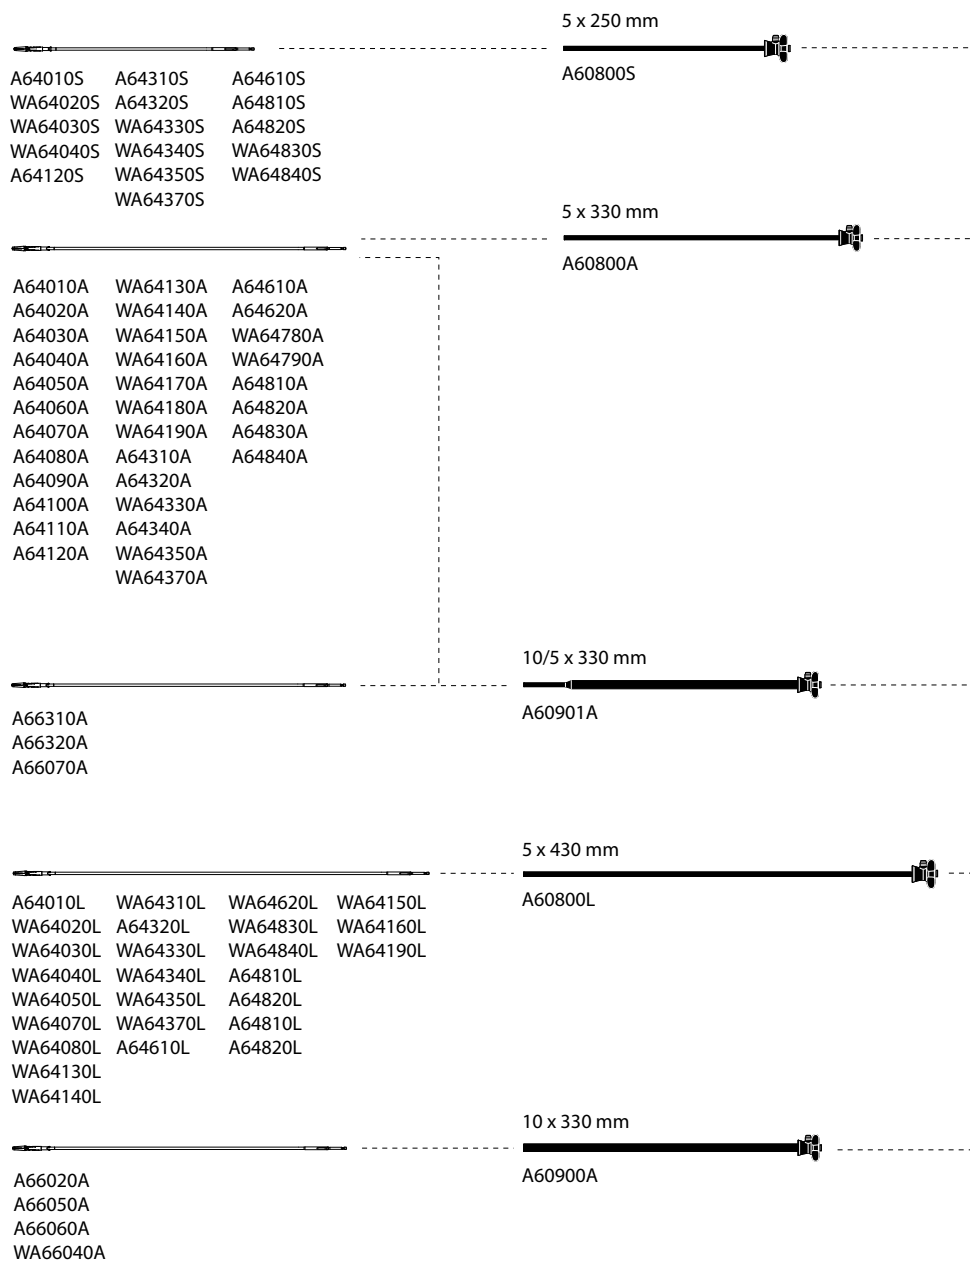 5 x 250 mm
A60800S
A64010S A64310S A64610S
WA64020S A64320S A64810S
WA64030S WA64330S A64820S
WA64040S WA64340S WA64830S
A64120S WA64350S WA64840S
WA64370S
5 x 330 mm
A60800A
A64010A WA64130A A64610A
A64020A WA64140A A64620A
A64030A WA64150A WA64780A
A64040A WA64160A WA64790A
A64050A WA64170A A64810A
A64060A WA64180A A64820A
A64070A WA64190A A64830A
A64080A A64310A A64840A
A64090A A64320A
A64100A WA64330A
A64110A A64340A
A64120A WA64350A
WA64370A
10/5 x 330 mm
A60901A
A66310A
A66320A
A66070A
5 x 430 mm
A60800L
A64010L WA64310L WA64620L WA64150L
WA64020L A64320L WA64830L WA64160L
WA64030L WA64330L WA64840L WA64190L
WA64040L WA64340L A64810L
WA64050L WA64350L A64820L
WA64070L WA64370L A64810L
WA64080L A64610L A64820L
WA64130L
WA64140L
10 x 330 mm
A60900A
A66020A
A66050A
A66060A
WA66040A